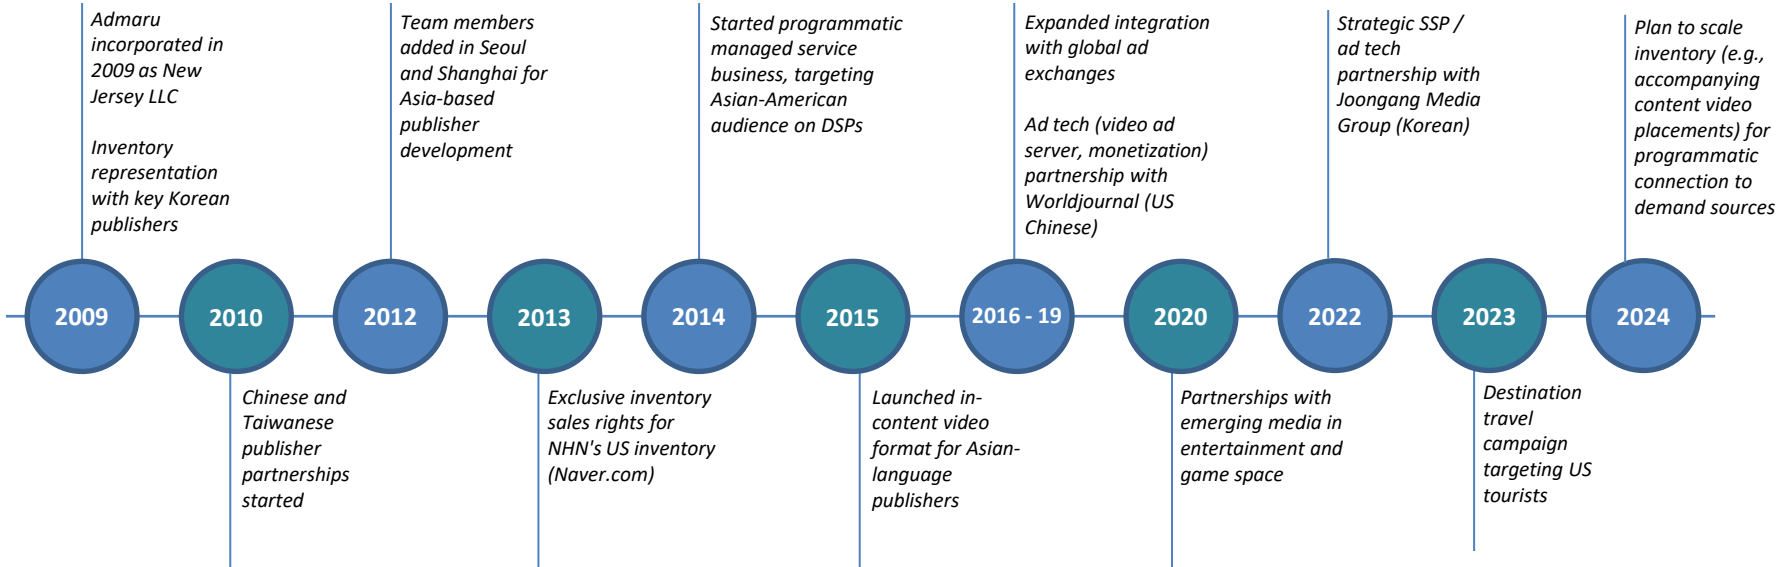 Admaru
incorporated in
2009 as New
Jersey LLC
Inventory
representation
with key Korean
publishers
Team members
added in Seoul
and Shanghai for
Asia-based
publisher
development
Started programmatic
managed service
business, targeting
Asian-American
audience on DSPs
Expanded integration
with global ad
exchanges
Ad tech (video ad
server, monetization)
partnership with
Worldjournal (US
Chinese)
Strategic SSP /
ad tech
partnership with
Joongang Media
Group (Korean)
Plan to scale
inventory (e.g.,
accompanying
content video
placements) for
programmatic
connection to
demand sources
2009
2010
2012
2013
2014
2015
2016 - 19
2020
2022
2023
2024
Chinese and
Taiwanese
publisher
partnerships
started
Exclusive inventory
sales rights for
NHN's US inventory
(Naver.com)
Launched in-
content video
format for Asian-
language
publishers
Partnerships with
emerging media in
entertainment and
game space
Destination
travel
campaign
targeting US
tourists